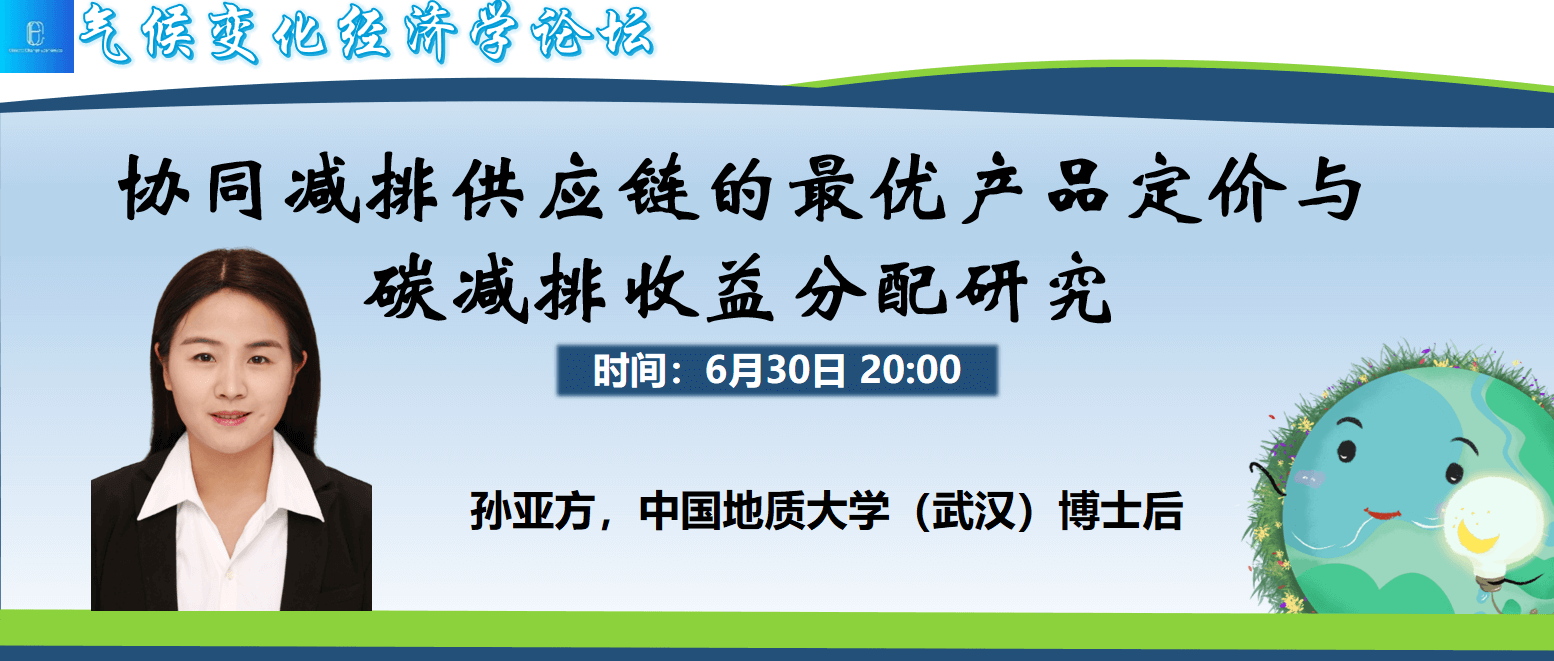 气候变化经济学论坛
协同减排供应链的最优产品定价与
碳减排收益分配研究
时间：6月30日 20:00
孙亚方，中国地质大学（武汉）博士后